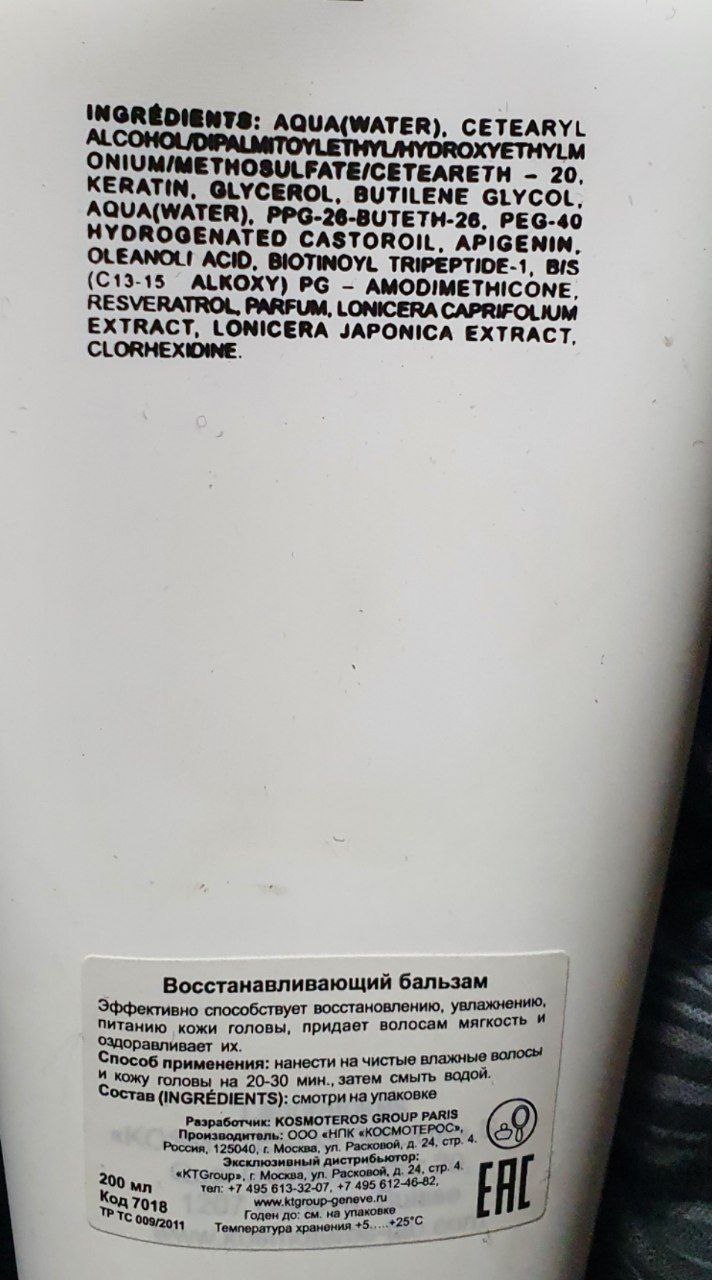 INGRÉDIENTS: AQUA(WATER), CETEARYL
ALCOHOL/DIPALMITOYLETHYL/HYDROXYETHYLM
ONIUM/METHOSULFATE/CETEARETH – 20,
KERATIN, GLYCEROL, BUTILENE GLYCOL,
AQUA(WATER), PPG-26-BUTETH-26, PEG-40
HYDROGENATED CASTOROIL, APIGENIN,
OLEANOLI ACID, BIOTINOYL TRIPEPTIDE-1, BIS
(C13-15 ALKOXY) PG – AMODIMETHICONE,
RESVERATROL, PARFUM, LONICERA CAPRIFOLIUM
EXTRACT, LONICERA JAPONICA EXTRACT,
CLORHEXIDINE.
Восстанавливающий бальзам
Эффективно способствует восстановлению, увлажнению,
питанию кожи головы, придает волосам мягкость и
оздоравливает их.
Способ применения: нанести на чистые влажные волосы
и кожу головы на 20-30 мин., затем смыть водой.
Состав (INGRÉDIENTS): смотри на упаковке
Разработчик: KOSMOTEROS GROUP PARIS
Производитель: ООО «НПК «КОСМОТЕРОС»,
Россия, 125040, г. Москва, ул. Расковой, д. 24, стр. 4.
Эксклюзивный дистрибьютор:
«KTGroup», г. Москва, ул. Расковой, д. 24, стр. 4.
тел: +7 495 613-32-07, +7 495 612-46-82,
www.ktgroup-geneve.ru
Годен до: см. на упаковке
Температура хранения +5.....+25°С
200 мл
Код 7018
ТР ТС 009/2011
EAC